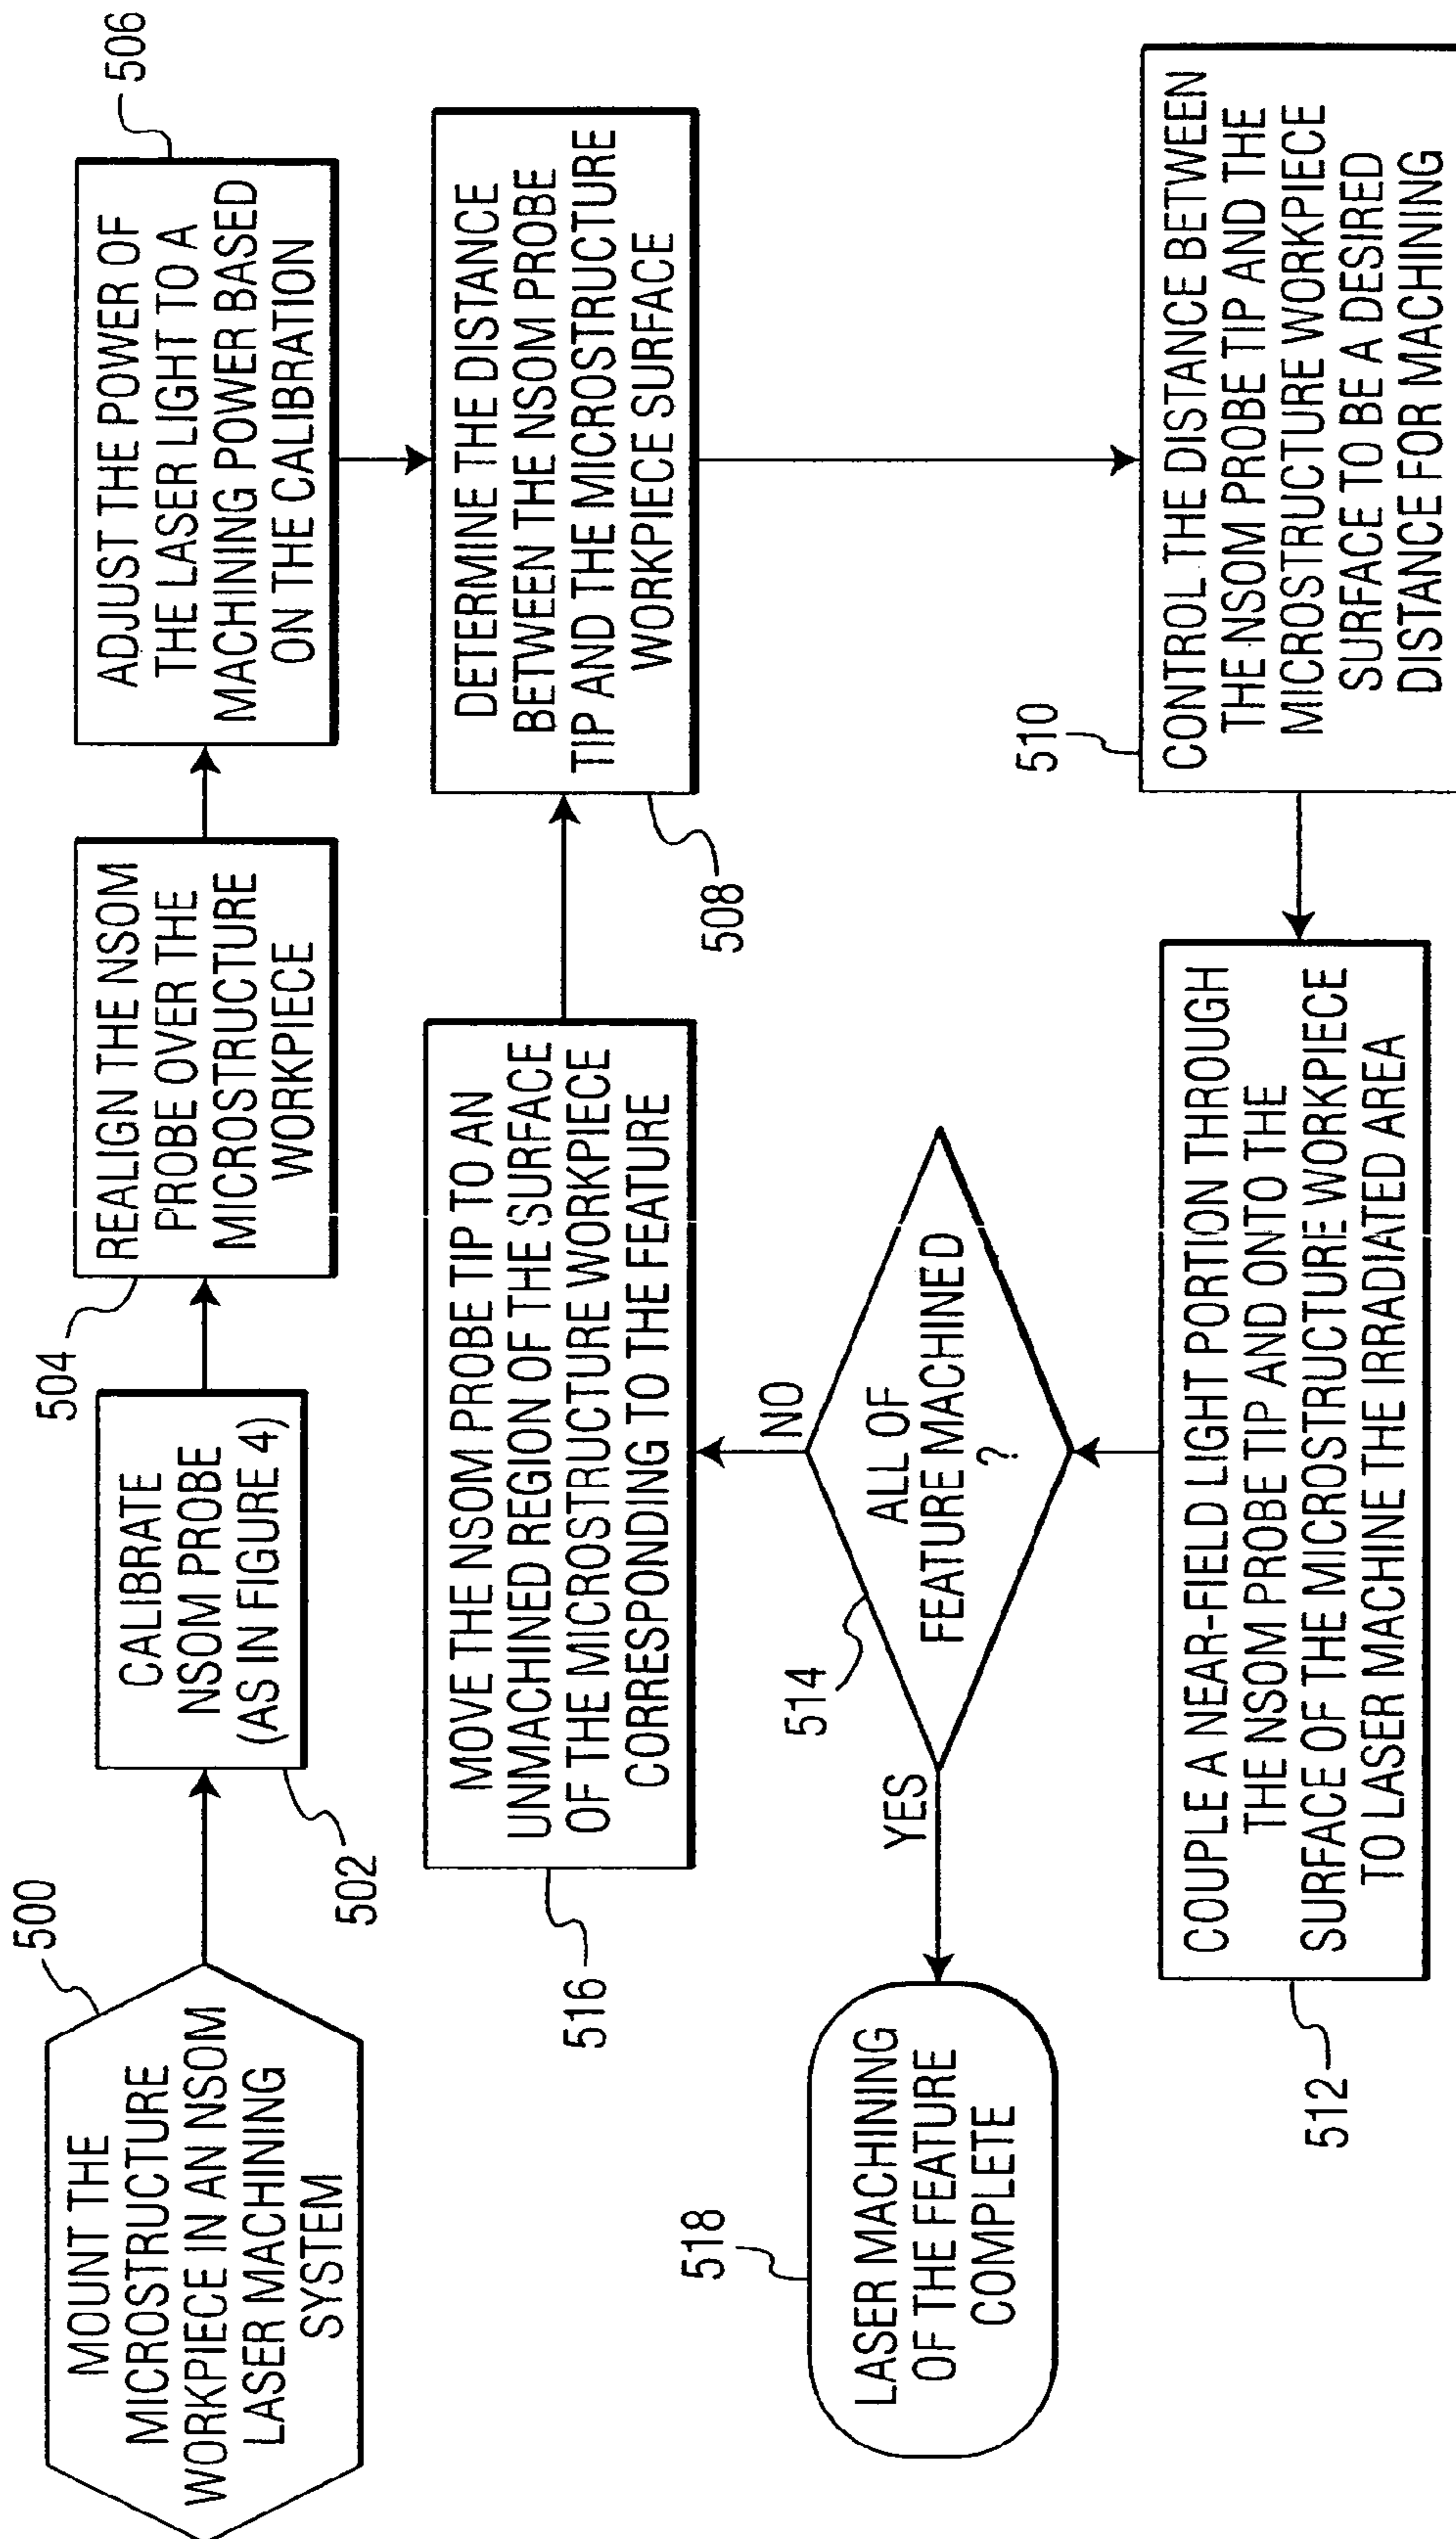 500
MOUNT THE
MICROSTRUCTURE
WORKPIECE IN AN NSOM
LASER MACHINING
SYSTEM
502
CALIBRATE
NSOM PROBE
(AS IN FIGURE 4)
504
REALIGN THE NSOM
PROBE OVER THE
MICROSTRUCTURE
WORKPIECE
506
ADJUST THE POWER OF
THE LASER LIGHT TO A
MACHINING POWER BASED
ON THE CALIBRATION
516
MOVE THE NSOM PROBE TIP TO AN
UNMACHINED REGION OF THE SURFACE
OF THE MICROSTRUCTURE WORKPIECE
CORRESPONDING TO THE FEATURE
508
DETERMINE THE DISTANCE
BETWEEN THE NSOM PROBE
TIP AND THE MICROSTRUCTURE
WORKPIECE SURFACE
518
LASER MACHINING
OF THE FEATURE
COMPLETE
YES
514
ALL OF
FEATURE MACHINED
?
NO
512
COUPLE A NEAR-FIELD LIGHT PORTION THROUGH
THE NSOM PROBE TIP AND ONTO THE
SURFACE OF THE MICROSTRUCTURE WORKPIECE
TO LASER MACHINE THE IRRADIATED AREA
510
CONTROL THE DISTANCE BETWEEN
THE NSOM PROBE TIP AND THE
MICROSTRUCTURE WORKPIECE
SURFACE TO BE A DESIRED
DISTANCE FOR MACHINING